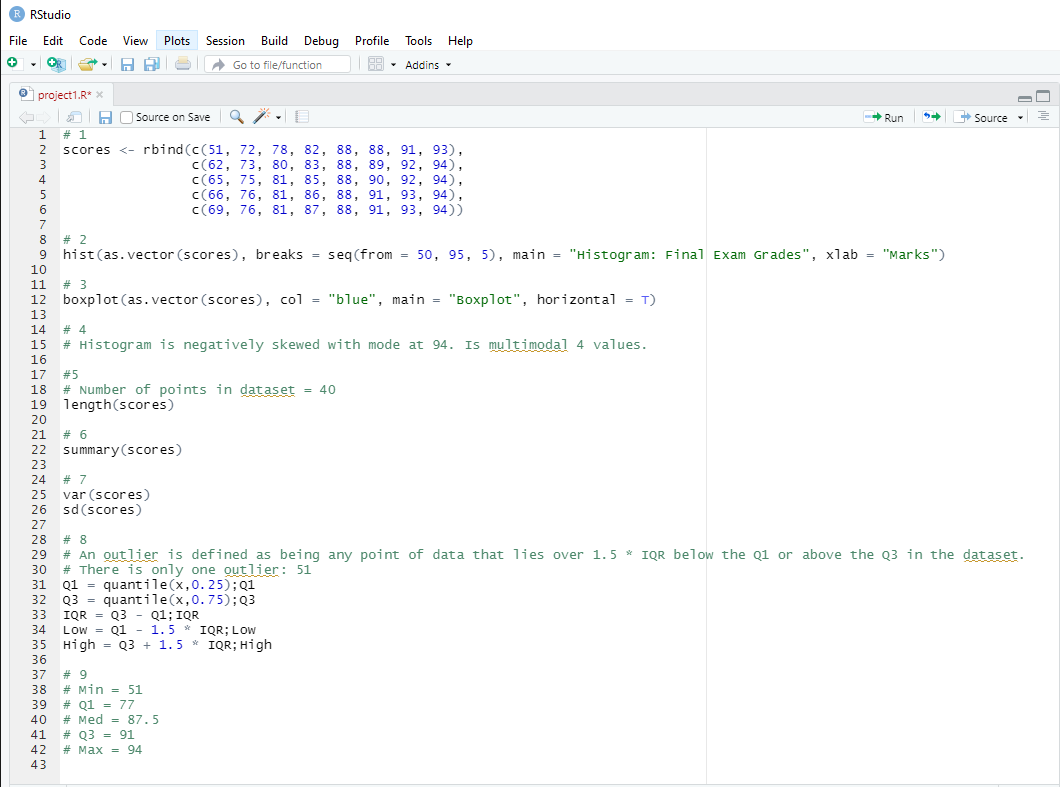 RStudio
File Edit Code View Plots Session Build Debug Profile Tools Help
Go to file/function Addins
project1.R*
Source on Save Run Source
1 # 1
2 scores <- rbind(c(51, 72, 78, 82, 88, 88, 91, 93),
3 c(62, 73, 80, 83, 88, 89, 92, 94),
4 c(65, 75, 81, 85, 88, 90, 92, 94),
5 c(66, 76, 81, 86, 88, 91, 93, 94),
6 c(69, 76, 81, 87, 88, 91, 93, 94))
7
8 # 2
9 hist(as.vector(scores), breaks = seq(from = 50, 95, 5), main = "Histogram: Final Exam Grades", xlab = "Marks")
10
11 # 3
12 boxplot(as.vector(scores), col = "blue", main = "Boxplot", horizontal = T)
13
14 # 4
15 # Histogram is negatively skewed with mode at 94. Is multimodal 4 values.
16
17 #5
18 # Number of points in dataset = 40
19 length(scores)
20
21 # 6
22 summary(scores)
23
24 # 7
25 var(scores)
26 sd(scores)
27
28 # 8
29 # An outlier is defined as being any point of data that lies over 1.5 * IQR below the Q1 or above the Q3 in the dataset.
30 # There is only one outlier: 51
31 Q1 = quantile(x,0.25);Q1
32 Q3 = quantile(x,0.75);Q3
33 IQR = Q3 - Q1;IQR
34 Low = Q1 - 1.5 * IQR;Low
35 High = Q3 + 1.5 * IQR;High
36
37 # 9
38 # Min = 51
39 # Q1 = 77
40 # Med = 87.5
41 # Q3 = 91
42 # Max = 94
43